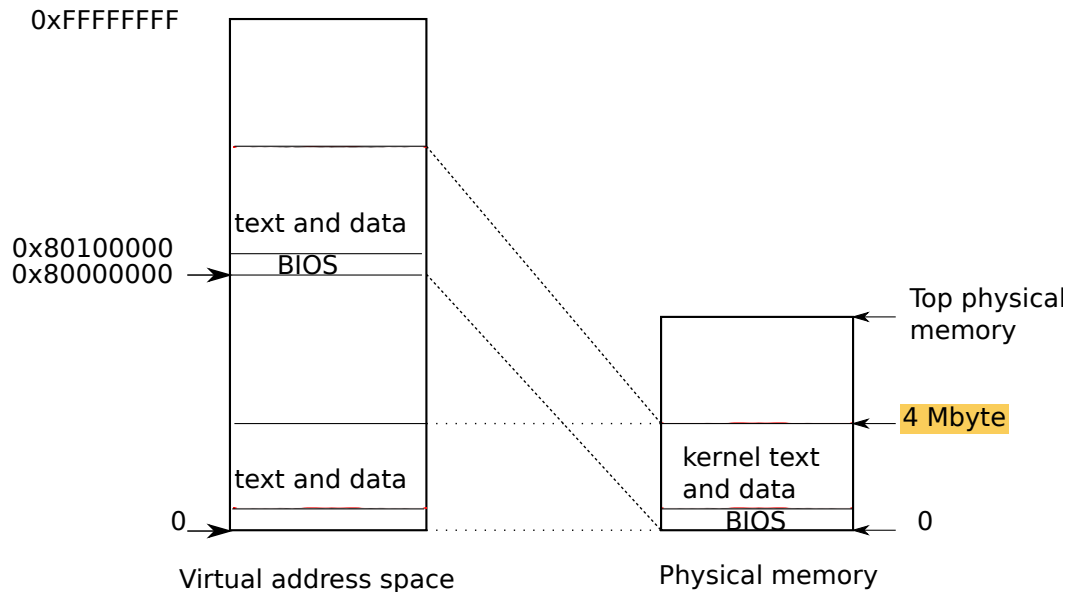 0xFFFFFFFF
text and data
0x80100000
BIOS
0x80000000
Top physical
memory
4 Mbyte
text and data
kernel text
and data
0
BIOS
0
Virtual address space
Physical memory